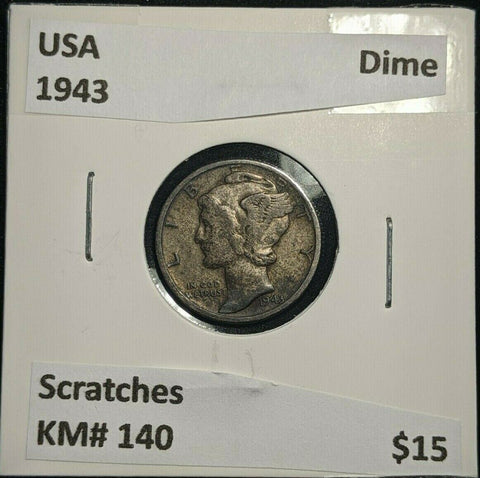 USA Dime
1943
LIBERTY
IN GOD
WE TRUST
1943
Scratches
KM# 140 $15